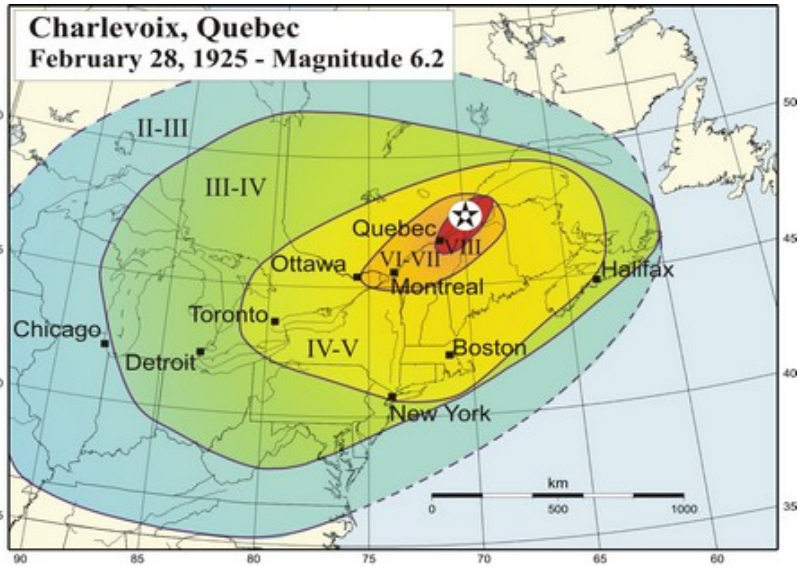 Charlevoix, Quebec
February 28, 1925 - Magnitude 6.2
II-III
III-IV
Quebec
VIII
VI-VII
Ottawa
Montreal
Halifax
Toronto
Chicago
Detroit
IV-V
Boston
New York
km
0 500 1000
50
45
40
35
90 85 80 75 70 65 60